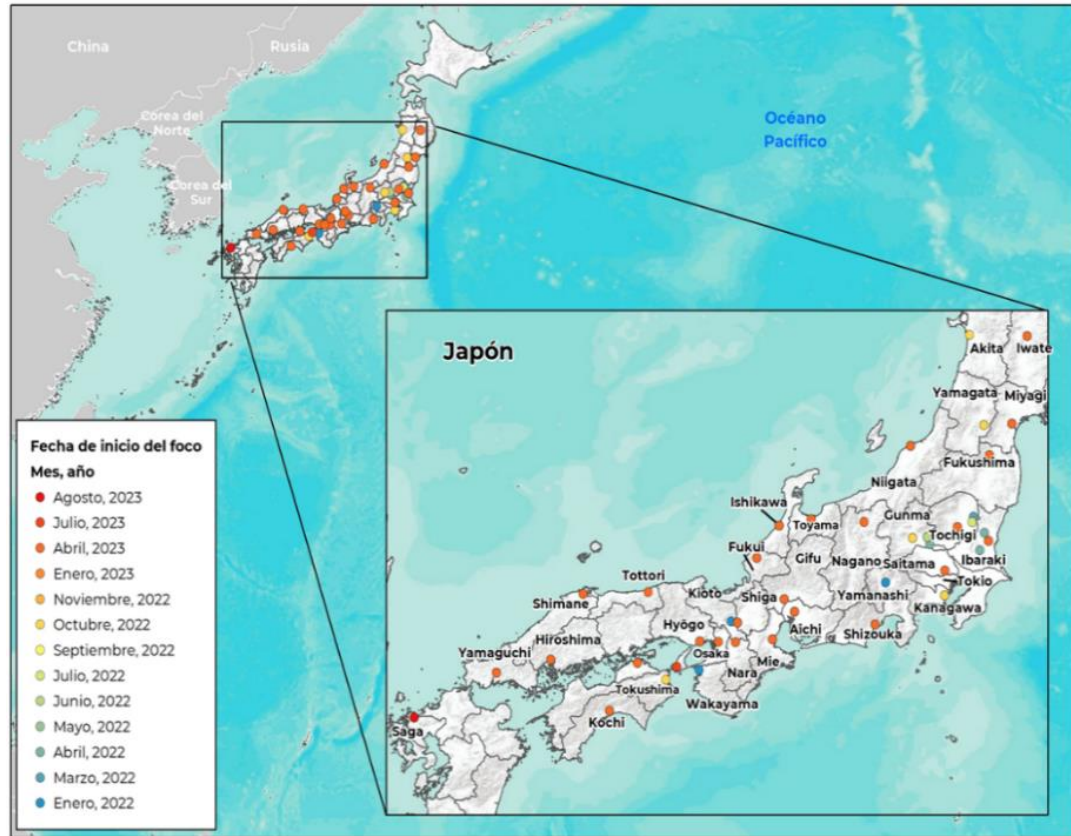 China
Rusia
Corea del
Norte
Corea del
Sur
Océano
Pacífico
Japón
Akita
Iwate
Yamagata
Miyagi
Fukushima
Niigata
Ishikawa
Toyama
Gunma
Tochigi
Fukui
Gifu
Nagano
Saitama
Ibaraki
Tottori
Kioto
Shiga
Yamanashi
Tokio
Shimane
Kanagawa
Hyōgo
Aichi
Shizouka
Hiroshima
Yamaguchi
Osaka
Mie
Nara
Tokushima
Wakayama
Kochi
Saga
Fecha de inicio del foco
Mes, año
Agosto, 2023
Julio, 2023
Abril, 2023
Enero, 2023
Noviembre, 2022
Octubre, 2022
Septiembre, 2022
Julio, 2022
Junio, 2022
Mayo, 2022
Abril, 2022
Marzo, 2022
Enero, 2022